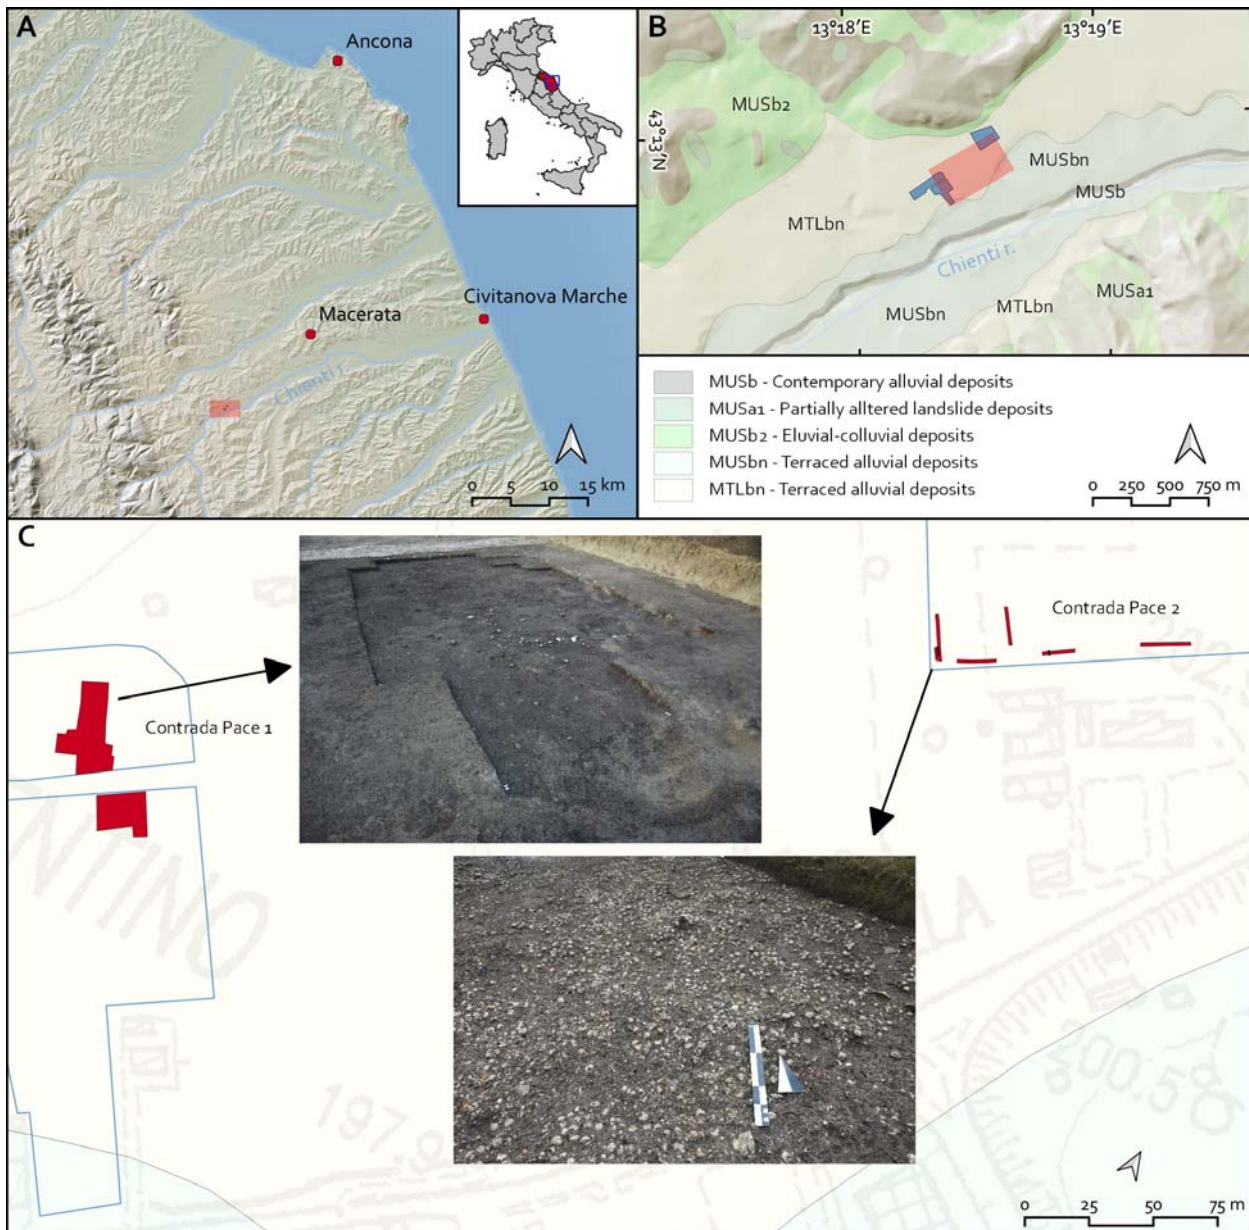 A
Ancona
Macerata
Civitanova Marche
Chienti r.
0 5 10 15 km
B
13°18'E
13°19'E
43°13'N
MUSb2
MUSbn
MUSb
MTLbn
Chienti r.
MUSa1
MTLbn
MUSbn
MUSb - Contemporary alluvial deposits
MUSa1 - Partially alltered landslide deposits
MUSb2 - Eluvial-colluvial deposits
MUSbn - Terraced alluvial deposits
MTLbn - Terraced alluvial deposits
0 250 500 750 m
C
Contrada Pace 1
Contrada Pace 2
NTINO
0 25 50 75 m